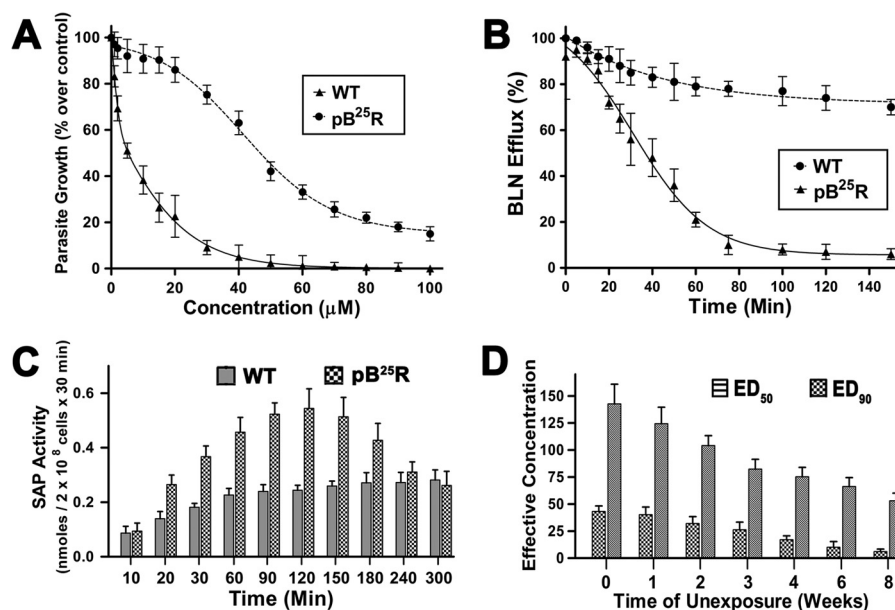 A
Parasite Growth (% over control)
100
80
60
40
20
0
WT
pB²⁵R
0 20 40 60 80 100
Concentration (μM)
B
BLN Efflux (%)
100
80
60
40
20
0
WT
pB²⁵R
0 20 40 60 80 100 120 140
Time (Min)
C
SAP Activity
(nmoles / 2 x 10⁸ cells x 30 min)
0.6
0.4
0.2
0.0
WT pB²⁵R
10 20 30 60 90 120 150 180 240 300
Time (Min)
D
Effective Concentration
150
125
100
75
50
25
0
ED₅₀ ED₉₀
0 1 2 3 4 6 8
Time of Unexposure (Weeks)